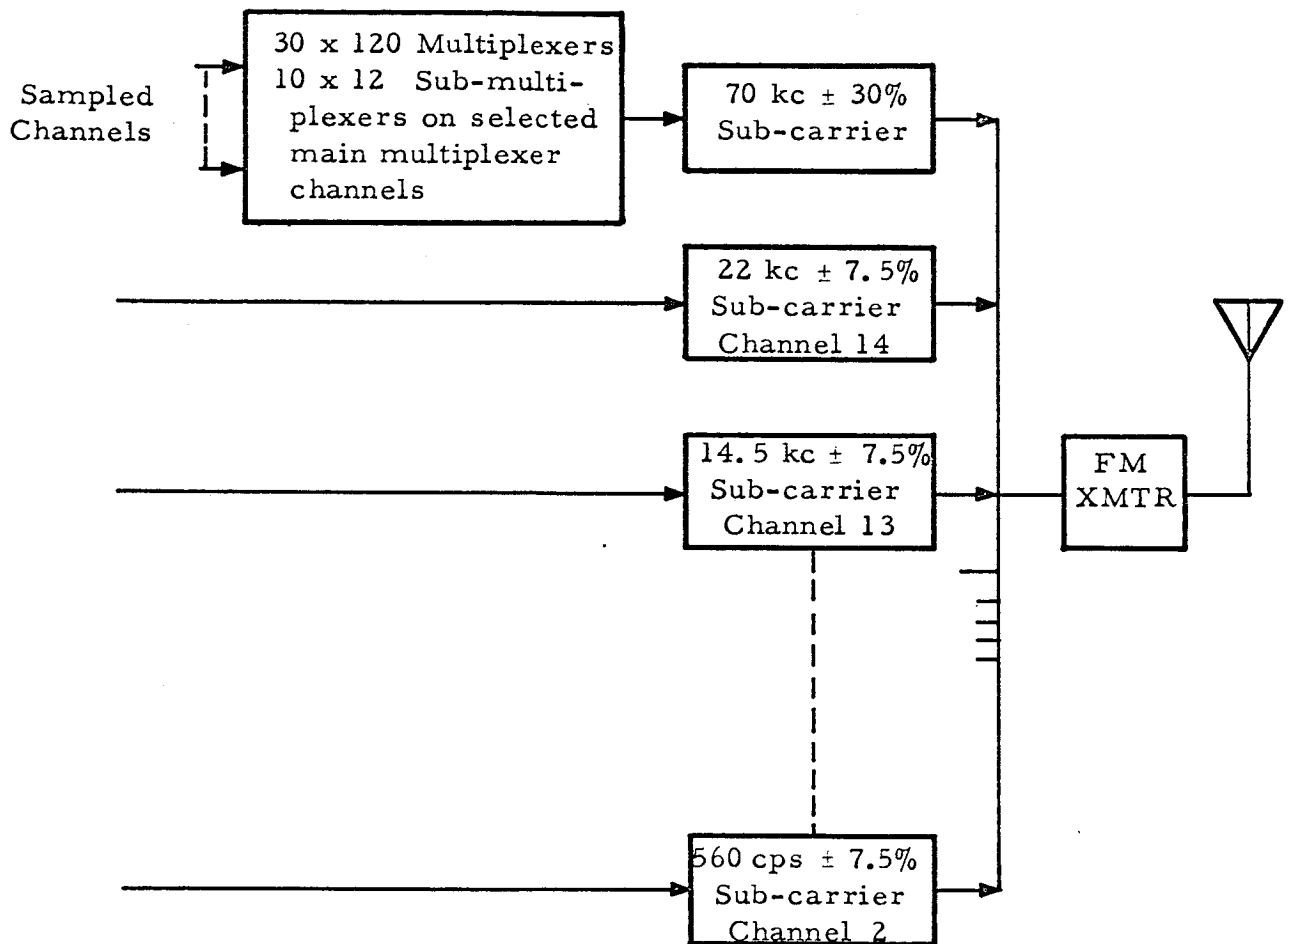 Sampled
Channels
30 x 120 Multiplexers
10 x 12 Sub-multi-
plexers on selected
main multiplexer
channels
70 kc ± 30%
Sub-carrier
22 kc ± 7.5%
Sub-carrier
Channel 14
14.5 kc ± 7.5%
Sub-carrier
Channel 13
FM
XMTR
560 cps ± 7.5%
Sub-carrier
Channel 2